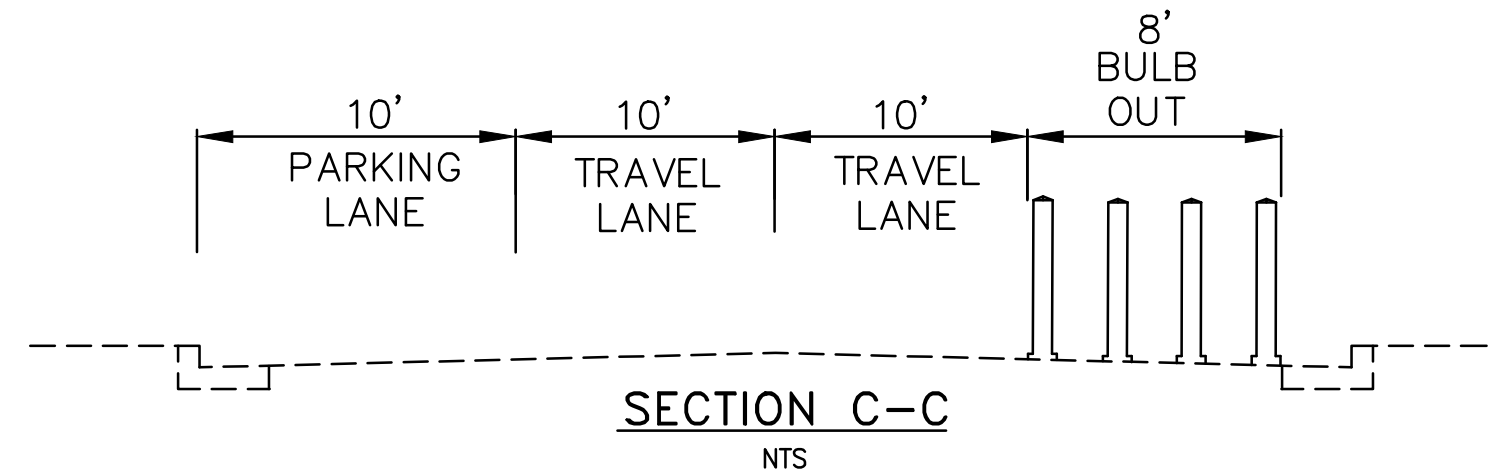 10'
PARKING
LANE
10'
TRAVEL
LANE
10'
TRAVEL
LANE
8'
BULB
OUT
SECTION C-C
NTS